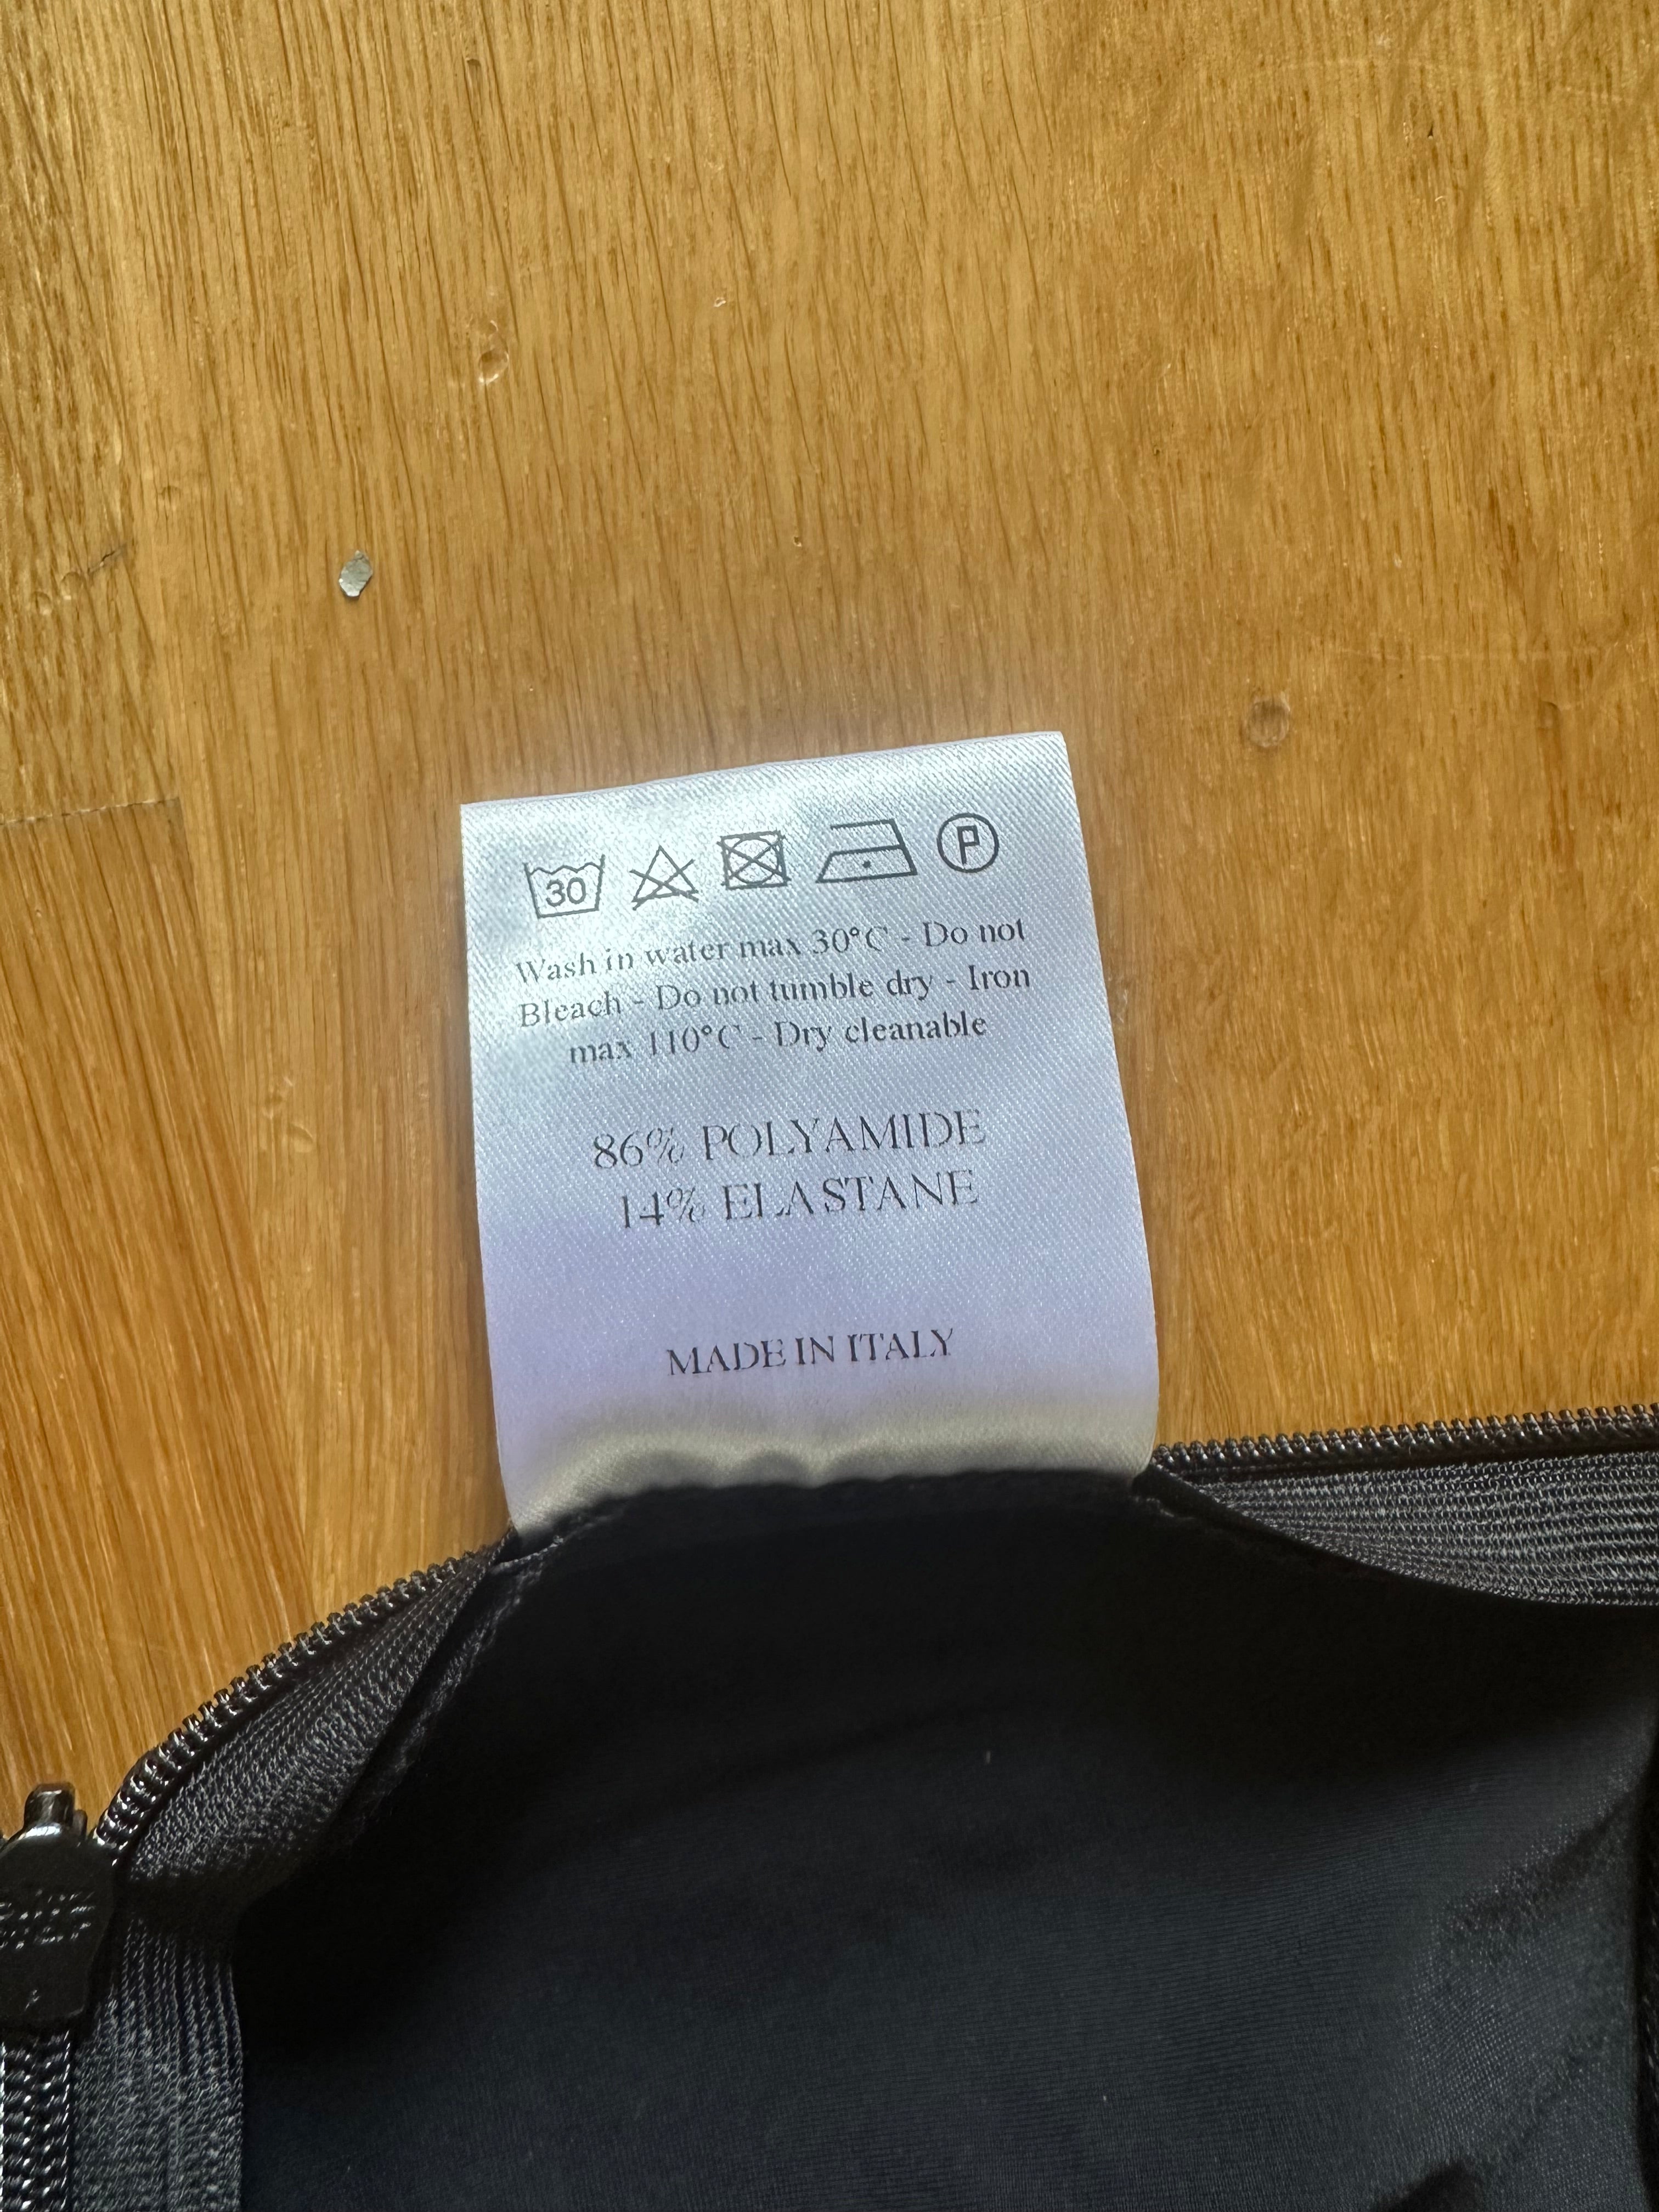 30 P
Wash in water max 30°C - Do not
Bleach - Do not tumble dry - Iron
max 110°C - Dry cleanable
86% POLYAMIDE
14% ELASTANE
MADE IN ITALY